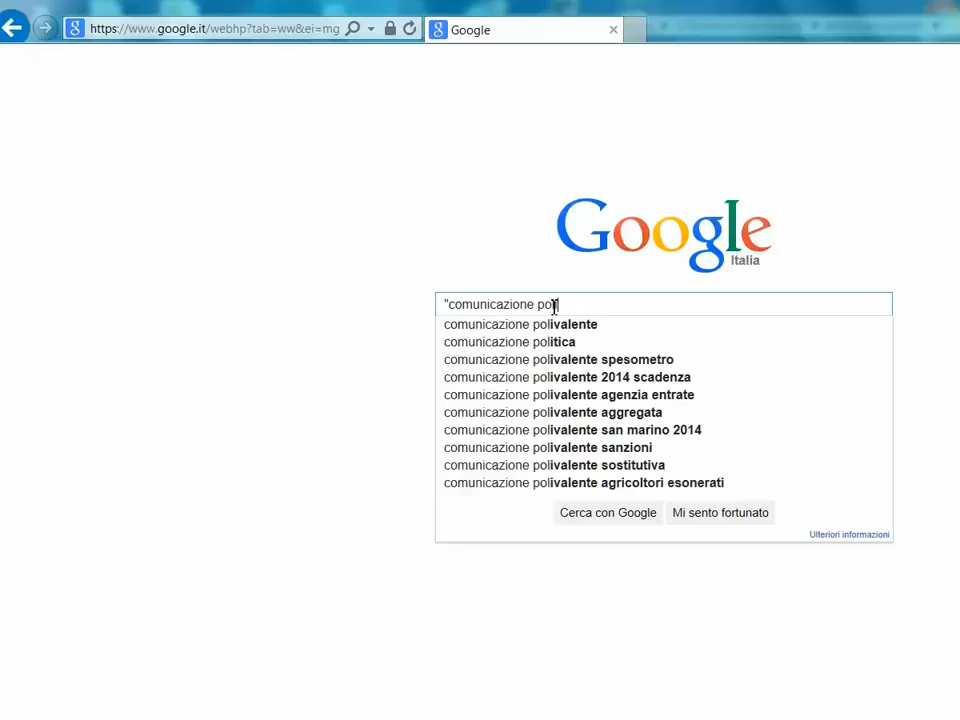 https://www.google.it/webhp?tab=ww&ei=mg
Google
Google
Italia
"comunicazione pol
comunicazione polivalente
comunicazione politica
comunicazione polivalente spesometro
comunicazione polivalente 2014 scadenza
comunicazione polivalente agenzia entrate
comunicazione polivalente aggregata
comunicazione polivalente san marino 2014
comunicazione polivalente sanzioni
comunicazione polivalente sostitutiva
comunicazione polivalente agricoltori esonerati
Cerca con Google Mi sento fortunato
Ulteriori informazioni